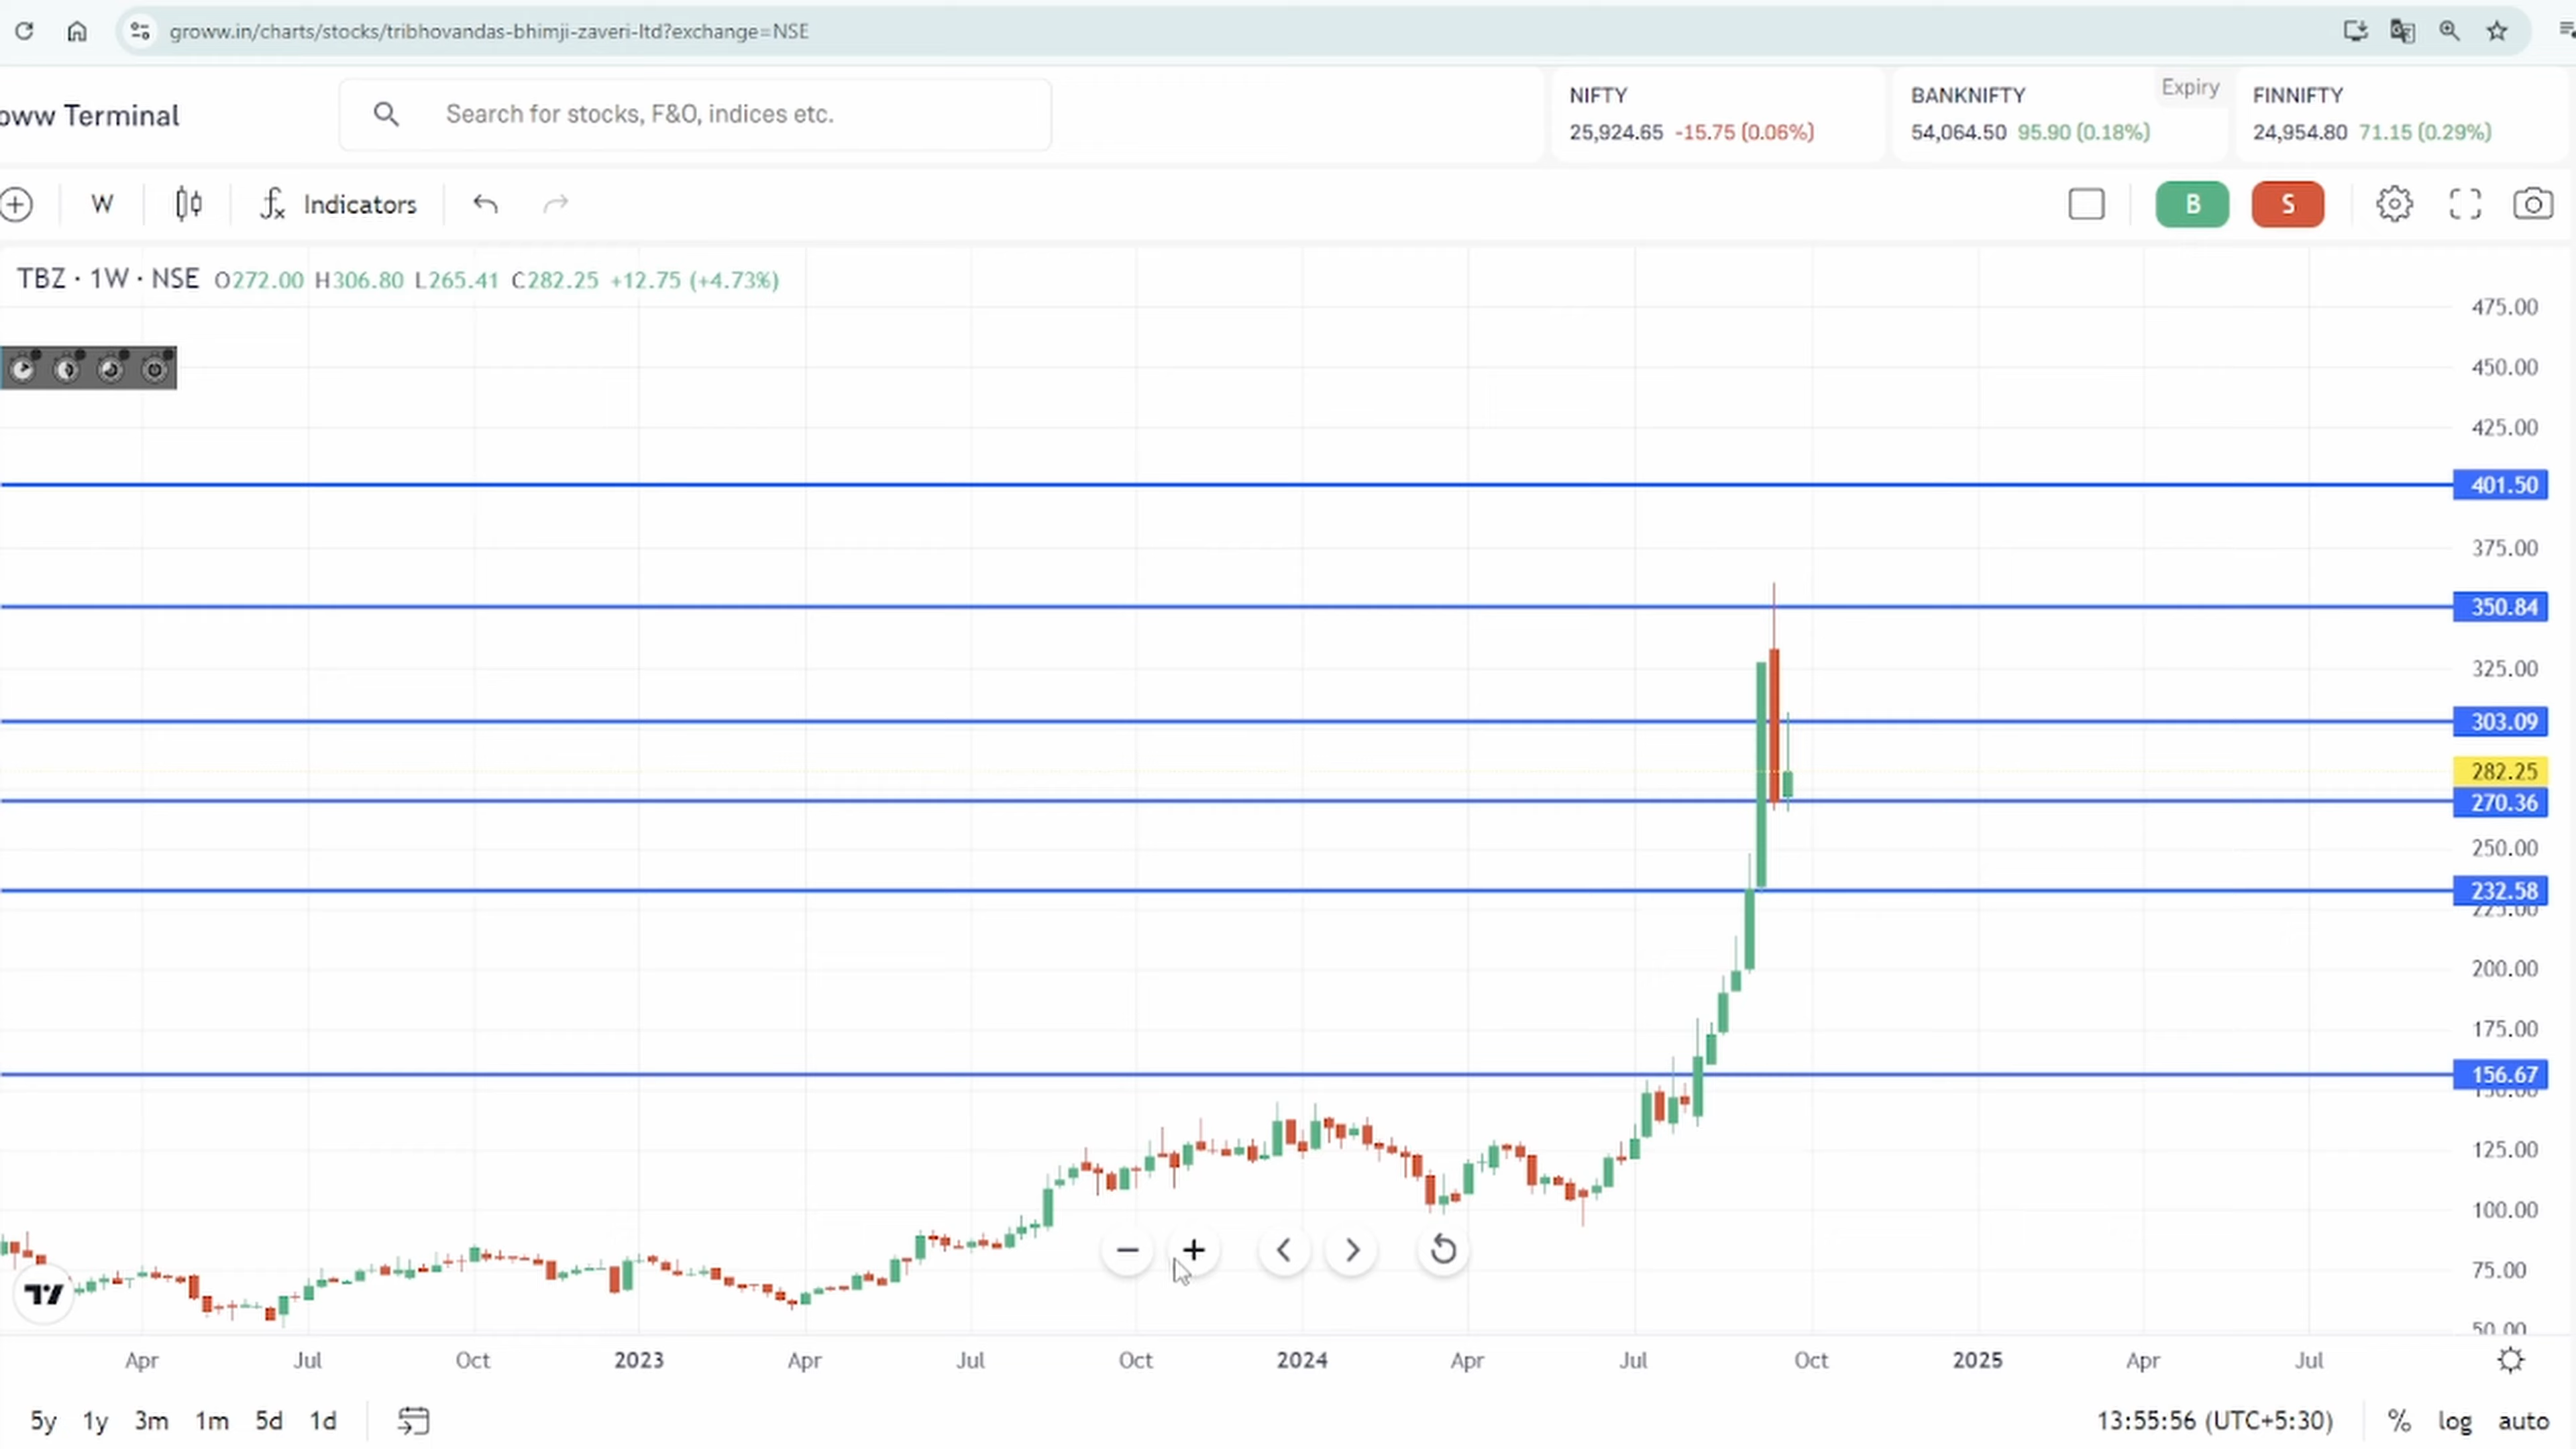 groww.in/charts/stocks/tribhovandas-bhimji-zaveri-ltd?exchange=NSE
oww Terminal
Search for stocks, F&O, indices etc.
NIFTY
25,924.65 -15.75 (0.06%)
BANKNIFTY
Expiry
54,064.50 95.90 (0.18%)
FINNIFTY
24,954.80 71.15 (0.29%)
W
Indicators
B
S
TBZ · 1W · NSE O272.00 H306.80 L265.41 C282.25 +12.75 (+4.73%)
475.00
450.00
425.00
401.50
375.00
350.84
325.00
303.09
282.25
270.36
250.00
232.58
225.00
200.00
175.00
156.67
150.00
125.00
100.00
75.00
50.00
Apr Jul Oct 2023 Apr Jul Oct 2024 Apr Jul Oct 2025 Apr Jul
5y 1y 3m 1m 5d 1d
13:55:56 (UTC+5:30) % log auto